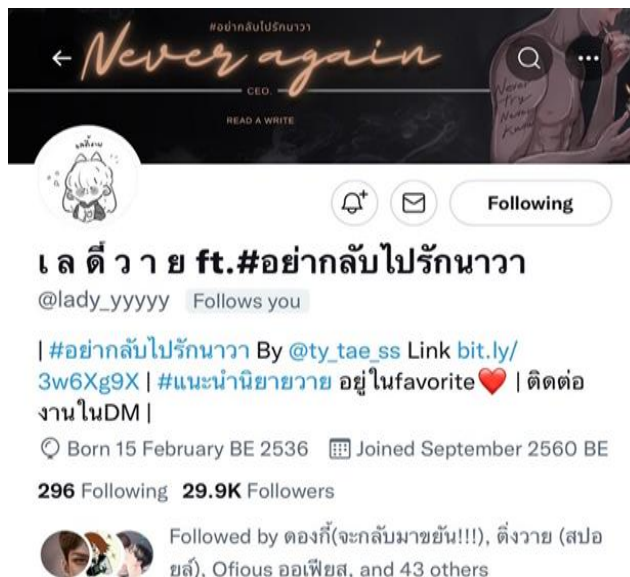 #อย่ากลับไปรักนาวา
Never again
CEO.
READ A WRITE
Never
Try
Never
Know
Following
เ ล ดี้ ว า ย ft.#อย่ากลับไปรักนาวา
@lady_yyyyy Follows you
| #อย่ากลับไปรักนาวา By @ty_tae_ss Link bit.ly/
3w6Xg9X | #แนะนำนิยายวาย อยู่ในfavorite❤️ | ติดต่อ
งานในDM |
Born 15 February BE 2536 Joined September 2560 BE
296 Following 29.9K Followers
Followed by ดองกี้(จะกลับมาขยัน!!!), ติ่งวาย (สปอ
ยล์), Ofious ออเฟียส, and 43 others